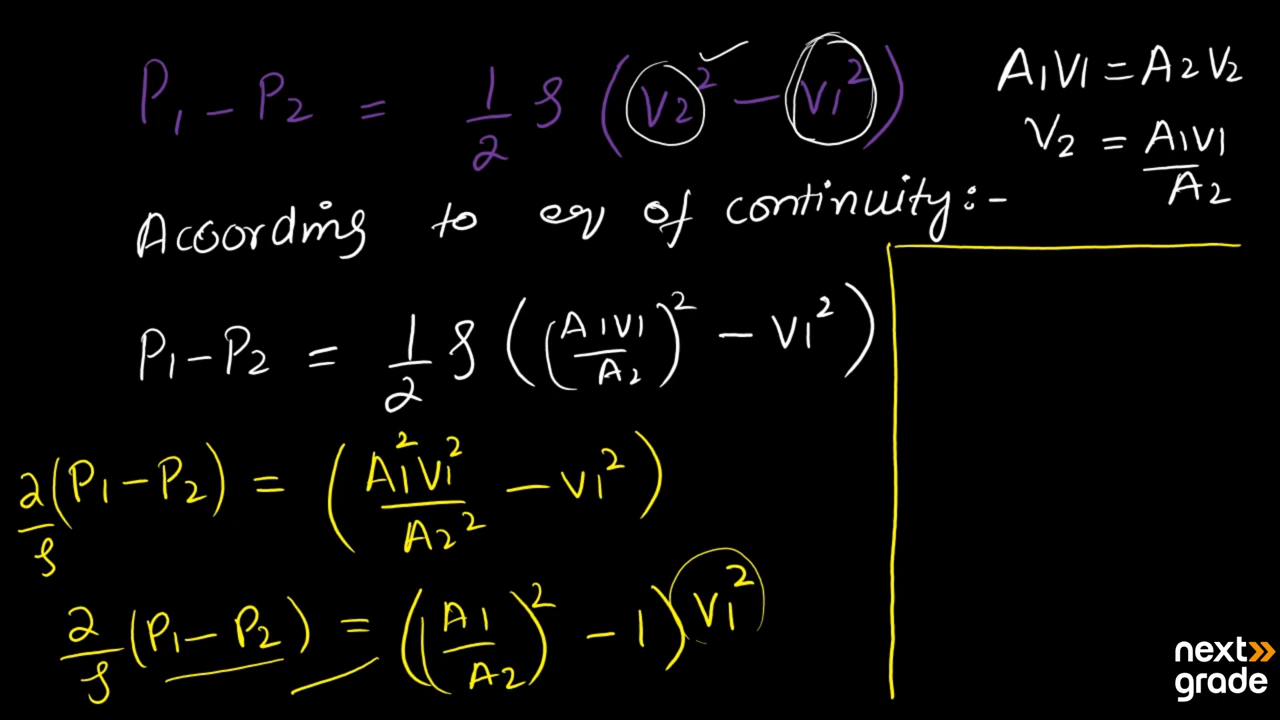 P₁ - P₂ = 1/2 ρ (V2² - V1²)
A1V1 = A2V2
V2 = A1V1/A2
Acoording to eq of continuity:-
P₁ - P₂ = 1/2 ρ ((A1V1/A2)² - V1²)
2/ρ (P₁ - P₂) = (A1²V1²/A2² - V1²)
2/ρ (P₁ - P₂) = ((A1/A2)² - 1) V1²
next
grade